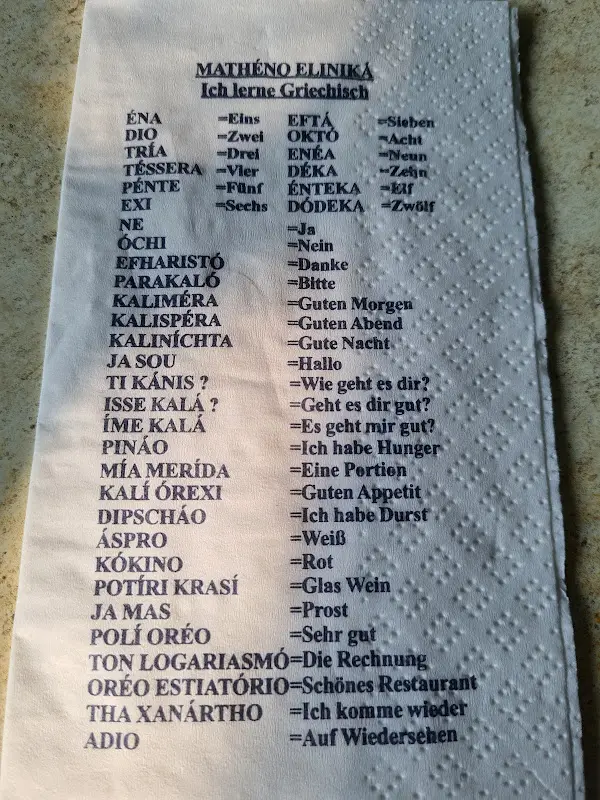 MATHÉNO ELINIKÁ
Ich lerne Griechisch
ÉNA =Eins EFTÁ =Sieben
DIO =Zwei OKTÓ =Acht
TRÍA =Drei ENÉA =Neun
TÉSSERA =Vier DÉKA =Zehn
PÉNTE =Fünf ÉNTEKA =Elf
EXI =Sechs DÓDEKA =Zwölf
NE =Ja
ÓCHI =Nein
EFHARISTÓ =Danke
PARAKALÓ =Bitte
KALIMÉRA =Guten Morgen
KALISPÉRA =Guten Abend
KALINÍCHTA =Gute Nacht
JA SOU =Hallo
TI KÁNIS ? =Wie geht es dir?
ISSE KALÁ ? =Geht es dir gut?
ÍME KALÁ =Es geht mir gut?
PINÁO =Ich habe Hunger
MÍA MERÍDA =Eine Portion
KALÍ ÓREXI =Guten Appetit
DIPSCHÁO =Ich habe Durst
ÁSPRO =Weiß
KÓKINO =Rot
POTÍRI KRASÍ =Glas Wein
JA MAS =Prost
POLÍ ORÉO =Sehr gut
TON LOGARIASMÓ=Die Rechnung
ORÉO ESTIATÓRIO=Schönes Restaurant
THA XANÁRTHO =Ich komme wieder
ADIO =Auf Wiedersehen